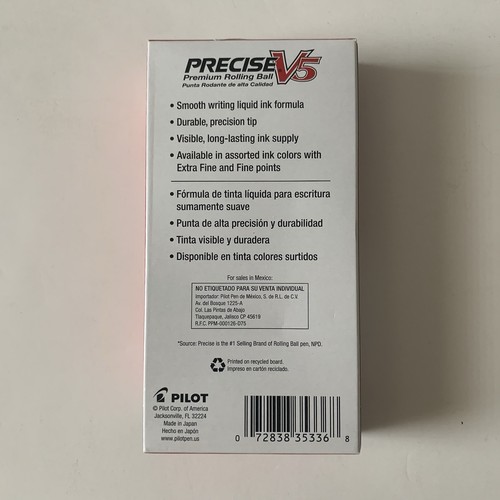 PRECISE V5
Premium Rolling Ball
Punta Rodante de alta Calidad
• Smooth writing liquid ink formula
• Durable, precision tip
• Visible, long-lasting ink supply
• Available in assorted ink colors with
Extra Fine and Fine points
• Fórmula de tinta líquida para escritura
sumamente suave
• Punta de alta precisión y durabilidad
• Tinta visible y duradera
• Disponible en tinta colores surtidos
For sales in Mexico:
NO ETIQUETADO PARA SU VENTA INDIVIDUAL
Importador: Pilot Pen de México, S. de R.L. de C.V.
Av. del Bosque 1225-A
Col. Las Pintas de Abajo
Tlaquepaque, Jalisco CP 45619
R.F.C. PPM-000126-D75
*Source: Precise is the #1 Selling Brand of Rolling Ball pen, NPD.
Printed on recycled board.
Impreso en cartón reciclado.
PILOT
© Pilot Corp. of America
Jacksonville, FL 32224
Made in Japan
Hecho en Japón
www.pilotpen.us
0 72838 35336 8